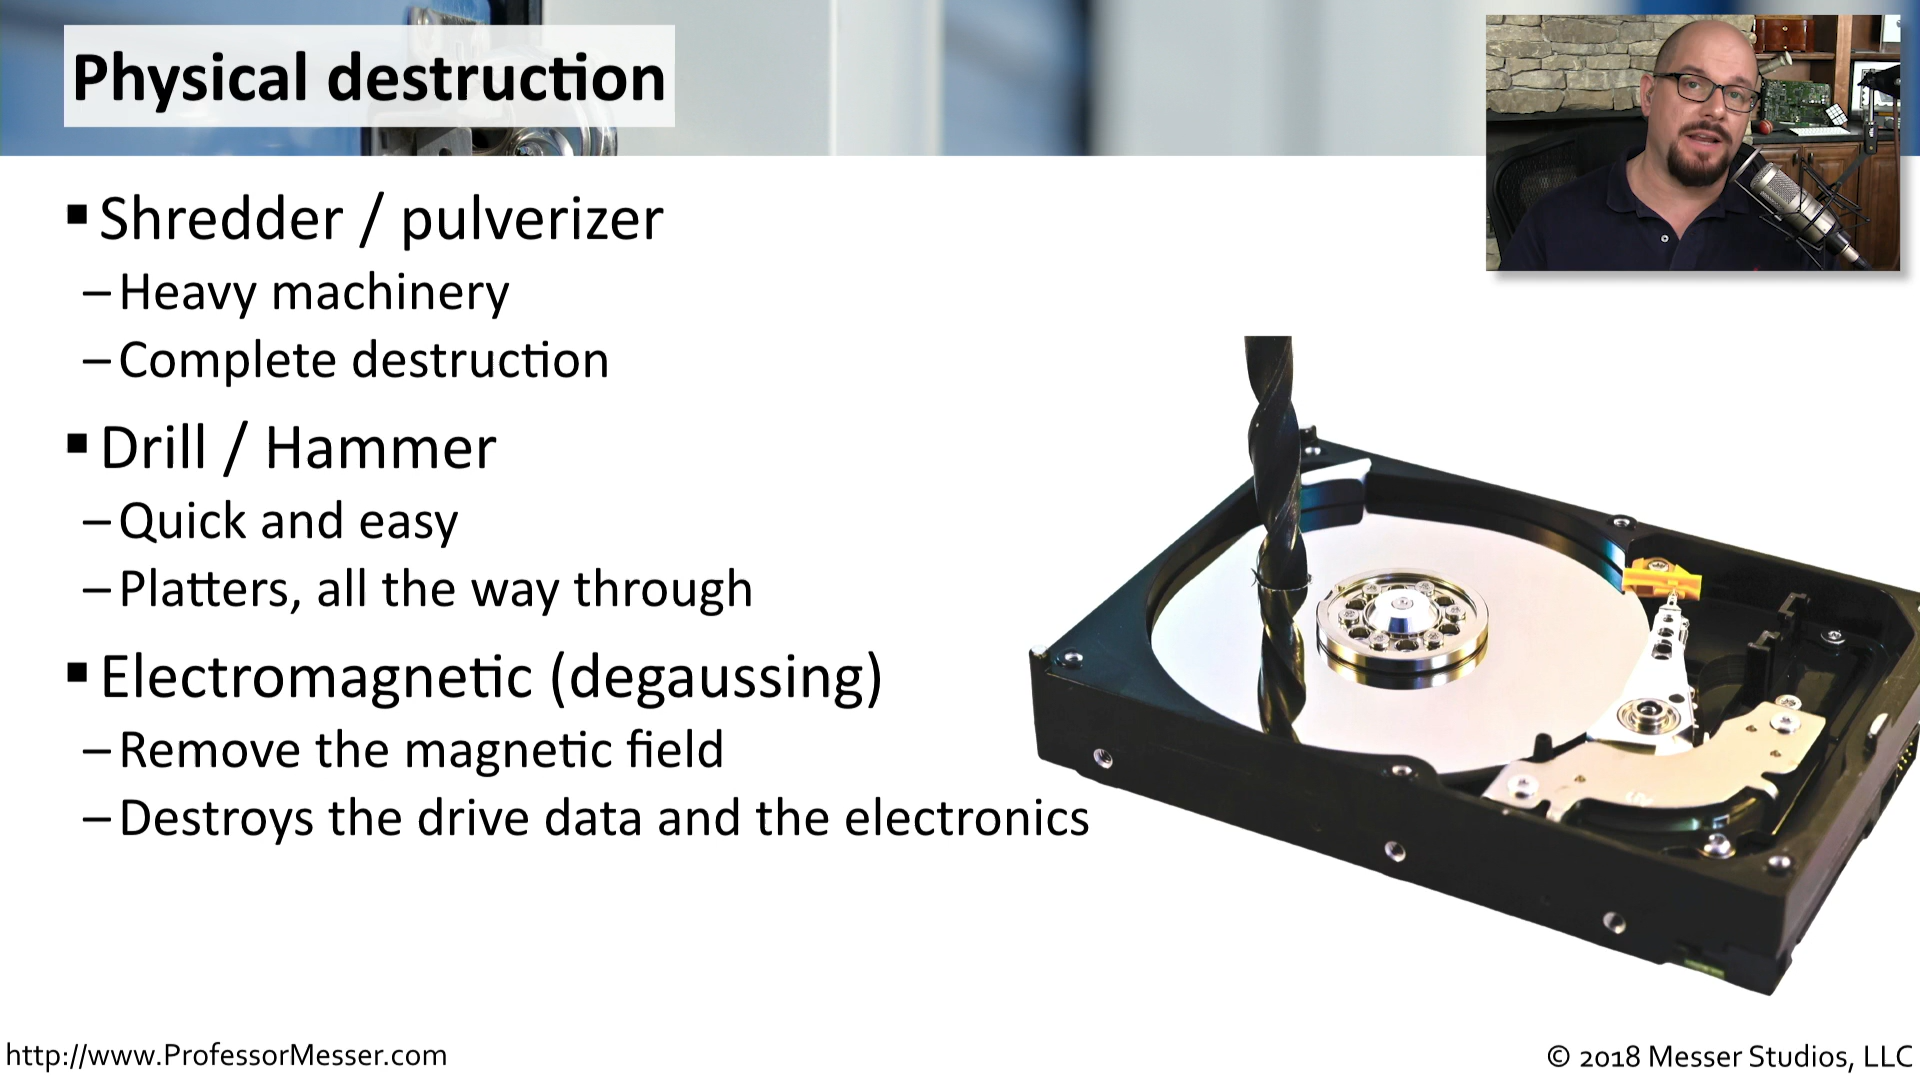 Physical destruction
▪ Shredder / pulverizer
– Heavy machinery
– Complete destruction
▪ Drill / Hammer
– Quick and easy
– Platters, all the way through
▪ Electromagnetic (degaussing)
– Remove the magnetic field
– Destroys the drive data and the electronics
http://www.ProfessorMesser.com
© 2018 Messer Studios, LLC